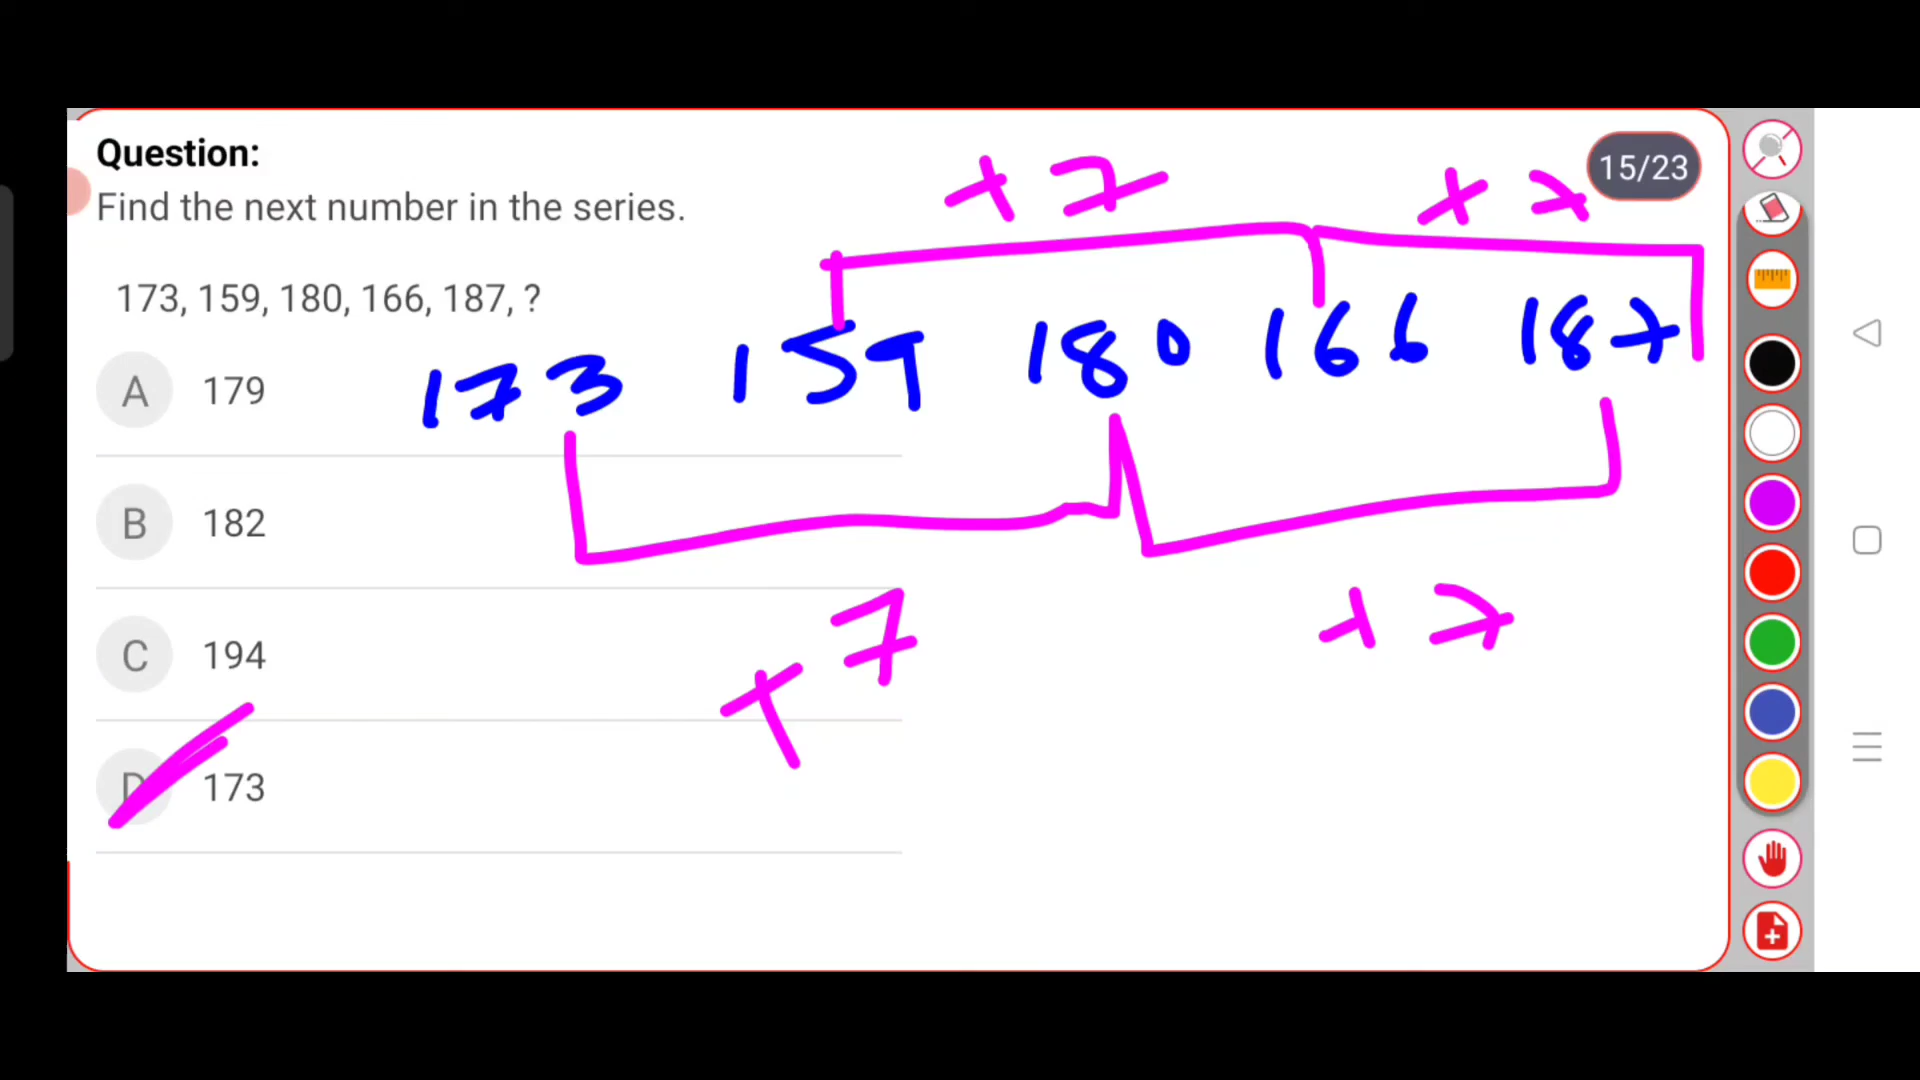 Question:
15/23
Find the next number in the series.
+7 +7
173, 159, 180, 166, 187, ?
173 159 180 166 187
A 179
B 182
C 194
+7 +7
D 173